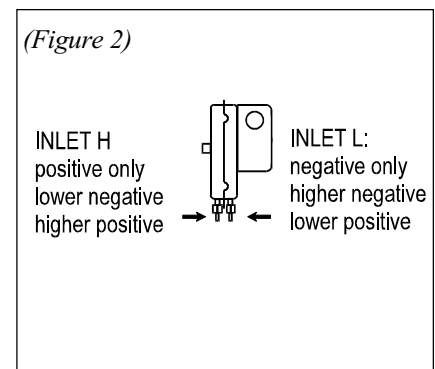 (Figure 2)
INLET H
positive only
lower negative
higher positive
INLET L:
negative only
higher negative
lower positive